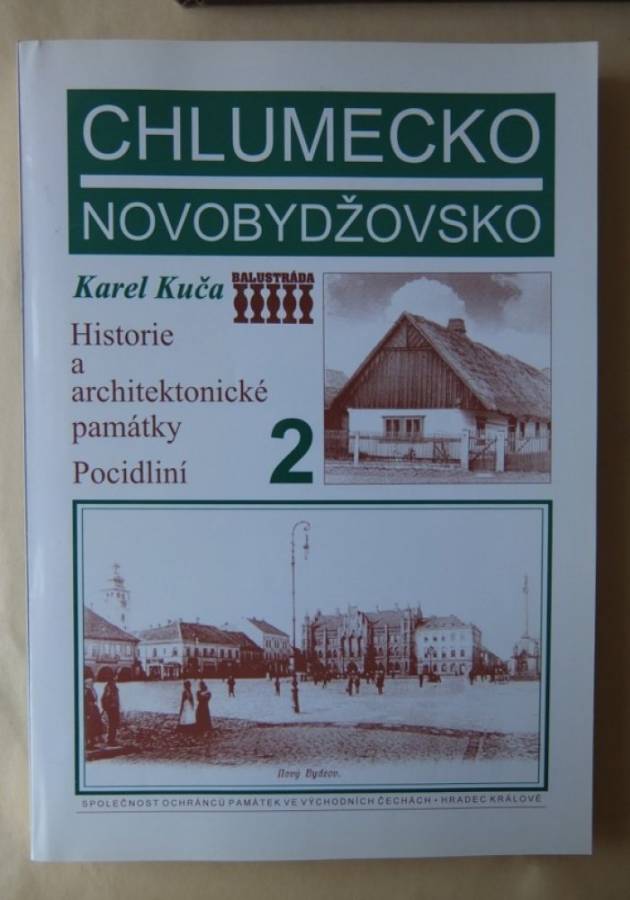 CHLUMECKO
NOVOBYDŽOVSKO
Karel Kuča
BALUSTRÁDA
Historie
a
architektonické
památky
Pocidliní
2
Nový Bydžov.
SPOLEČNOST OCHRÁNCŮ PAMÁTEK VE VÝCHODNÍCH ČECHÁCH • HRADEC KRÁLOVÉ